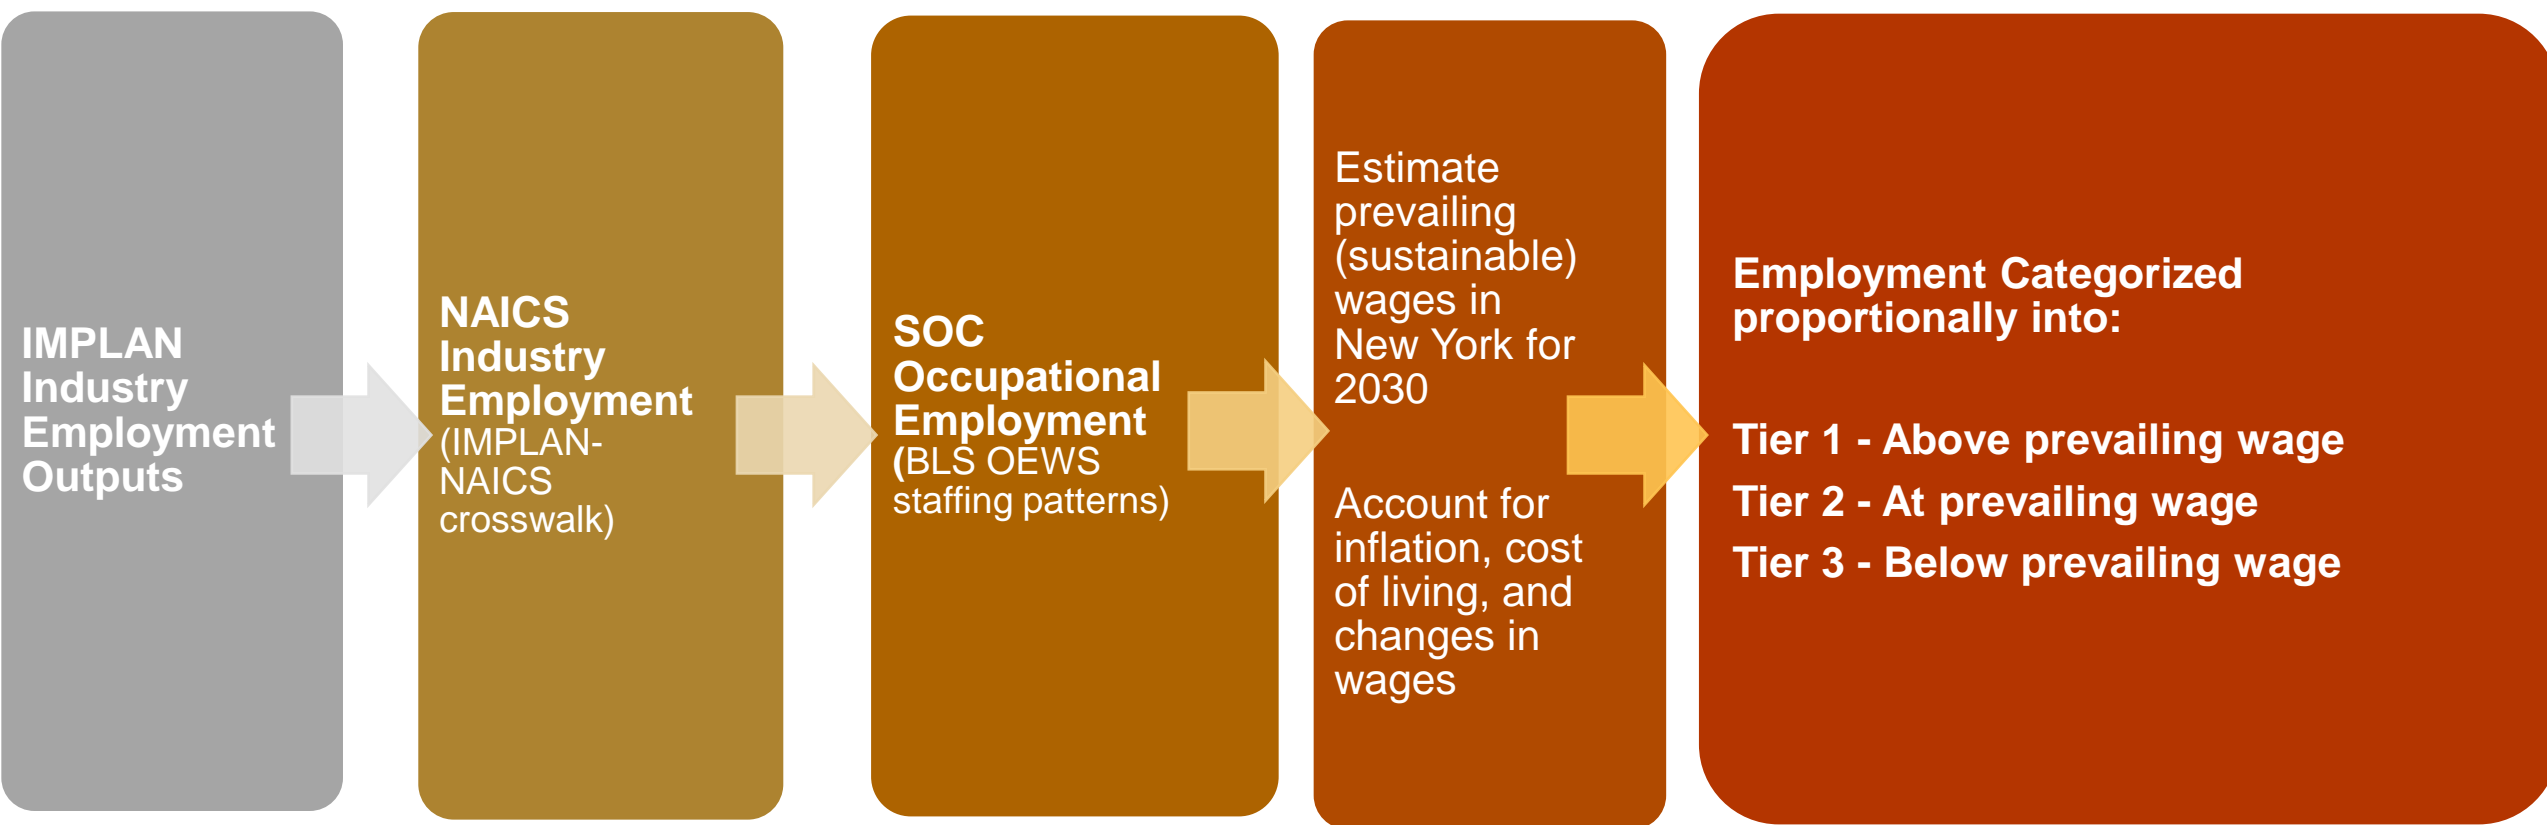 IMPLAN
Industry
Employment
Outputs
NAICS
Industry
Employment
(IMPLAN-
NAICS
crosswalk)
SOC
Occupational
Employment
(BLS OEWS
staffing patterns)
Estimate
prevailing
(sustainable)
wages in
New York for
2030
Account for
inflation, cost
of living, and
changes in
wages
Employment Categorized
proportionally into:
Tier 1 - Above prevailing wage
Tier 2 - At prevailing wage
Tier 3 - Below prevailing wage